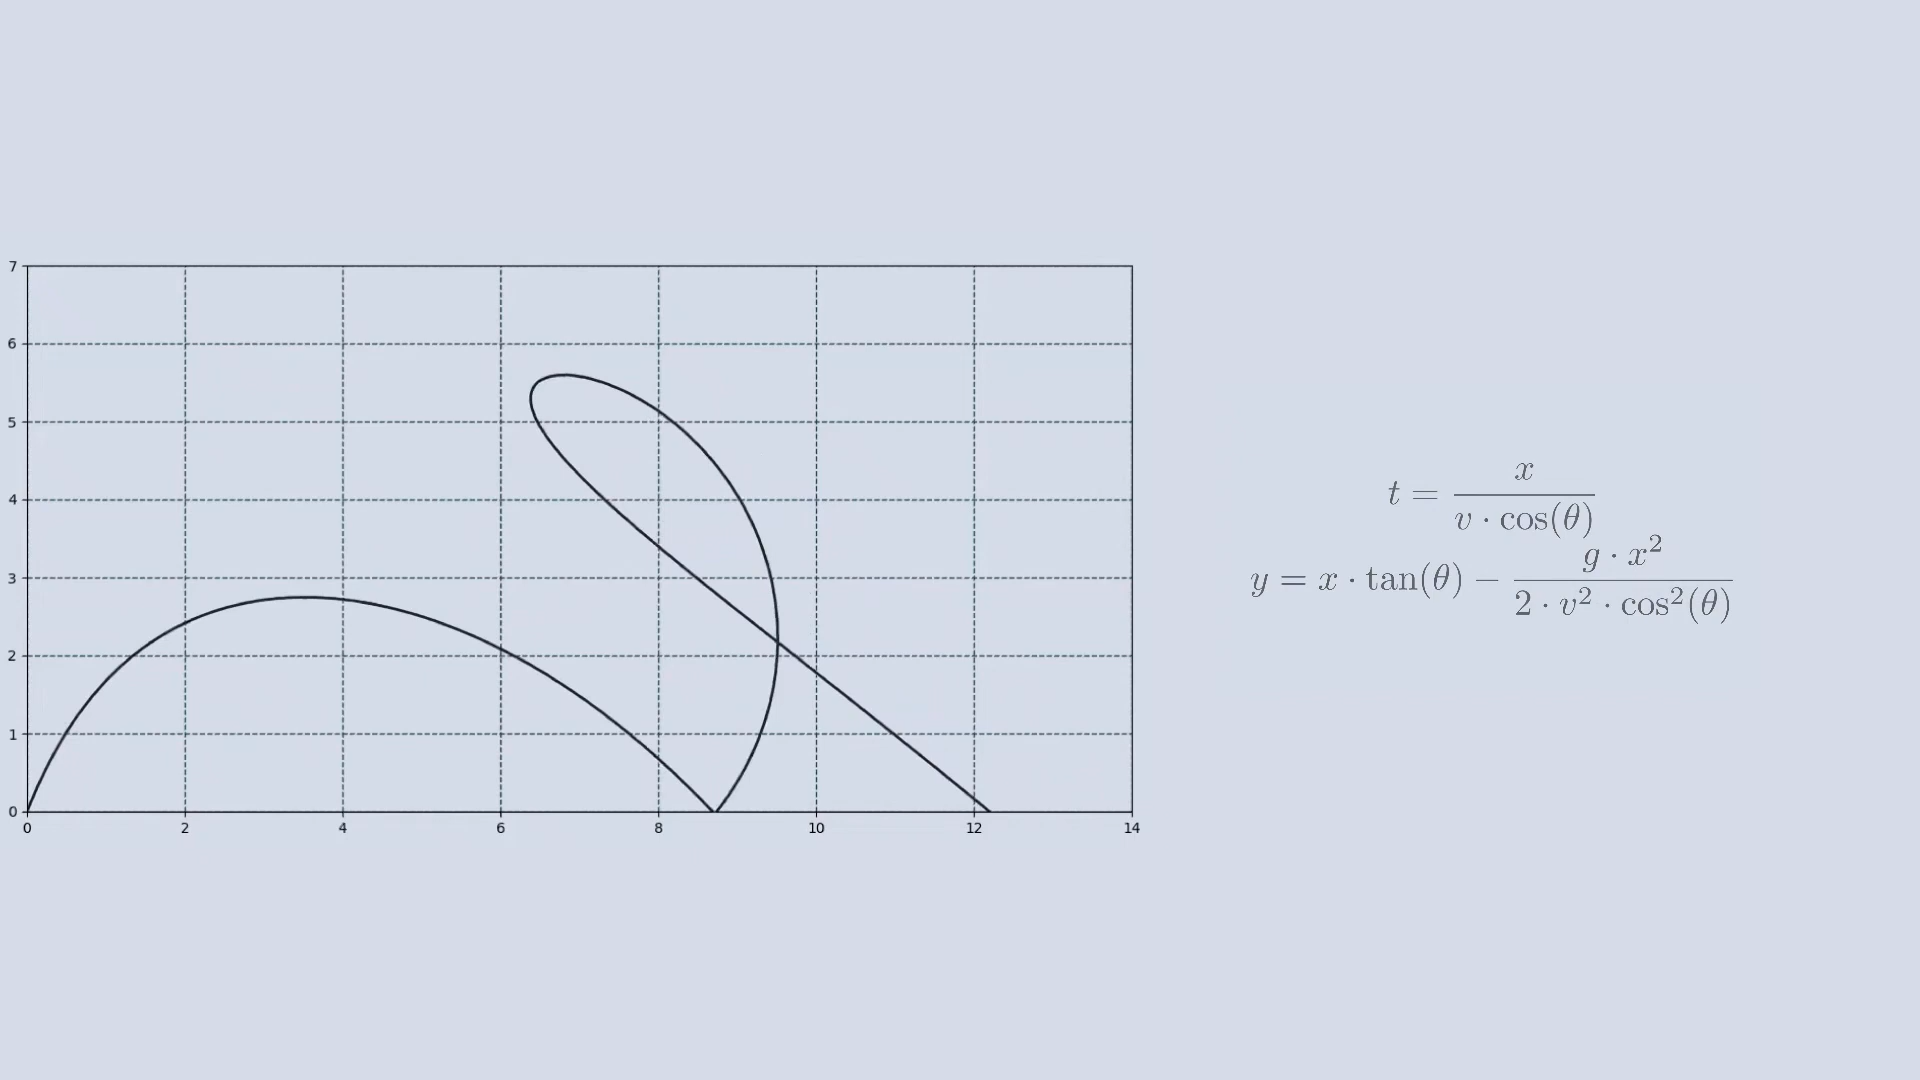 7
6
5
4
3
2
1
0
0 2 4 6 8 10 12 14
t = x / (v · cos(θ))
y = x · tan(θ) − (g · x²) / (2 · v² · cos²(θ))